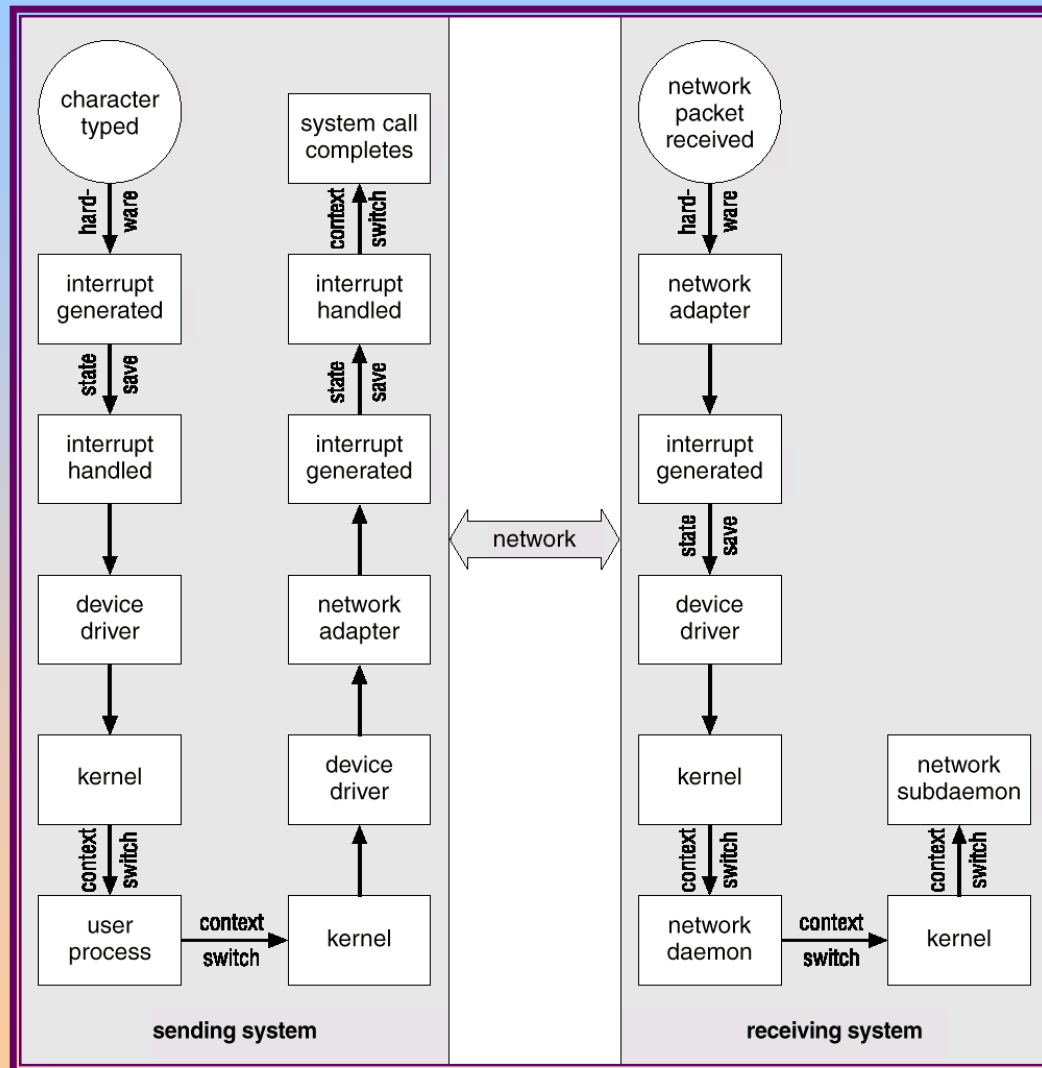 character
typed
hard-
ware
interrupt
generated
state
save
interrupt
handled
device
driver
kernel
context
switch
user
process
context
switch
kernel
device
driver
network
adapter
interrupt
generated
state
save
interrupt
handled
context
switch
system call
completes
sending system
network
network
packet
received
hard-
ware
network
adapter
interrupt
generated
state
save
device
driver
kernel
context
switch
network
daemon
context
switch
kernel
context
switch
network
subdaemon
receiving system